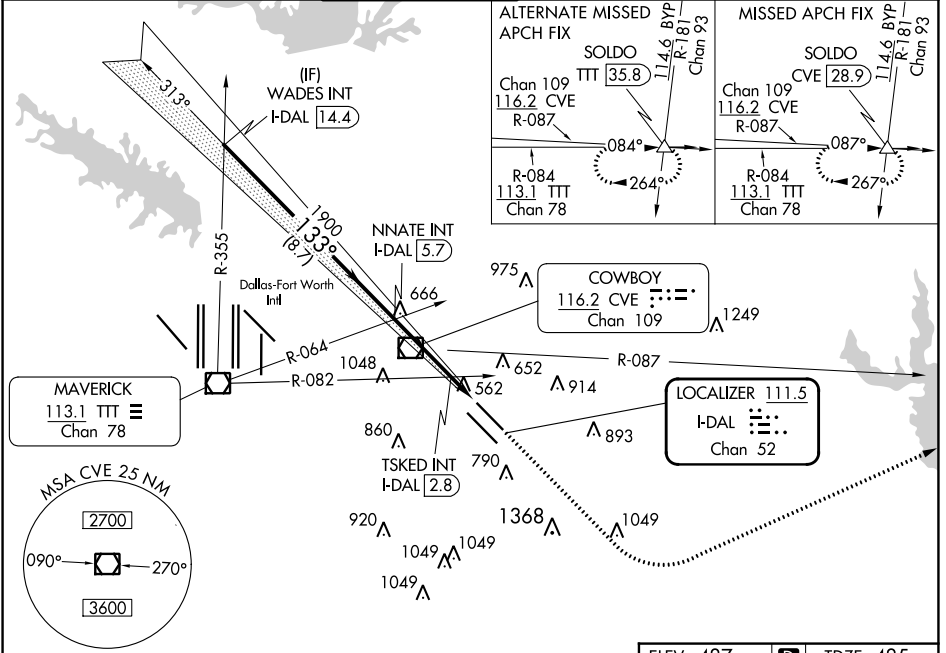 ALTERNATE MISSED
APCH FIX
SOLDO
TTT 35.8
114.6 BYP
R-181
Chan 93
Chan 109
116.2 CVE
R-087
084°
264°
R-084
113.1 TTT
Chan 78
MISSED APCH FIX
SOLDO
CVE 28.9
114.6 BYP
R-181
Chan 93
Chan 109
116.2 CVE
R-087
087°
267°
R-084
113.1 TTT
Chan 78
313°
(IF)
WADES INT
I-DAL 14.4
1900
133°
(8.7)
R-355
NNATE INT
I-DAL 5.7
Dallas-Fort Worth
Intl
666
975
COWBOY
116.2 CVE
Chan 109
1249
R-064
1048
R-082
652
R-087
562
914
MAVERICK
113.1 TTT
Chan 78
LOCALIZER 111.5
I-DAL
Chan 52
860
893
TSKED INT
I-DAL 2.8
790
MSA CVE 25 NM
2700
090°
270°
3600
920
1368
1049
1049
1049
1049
ELEV 487
D
TDZE 485